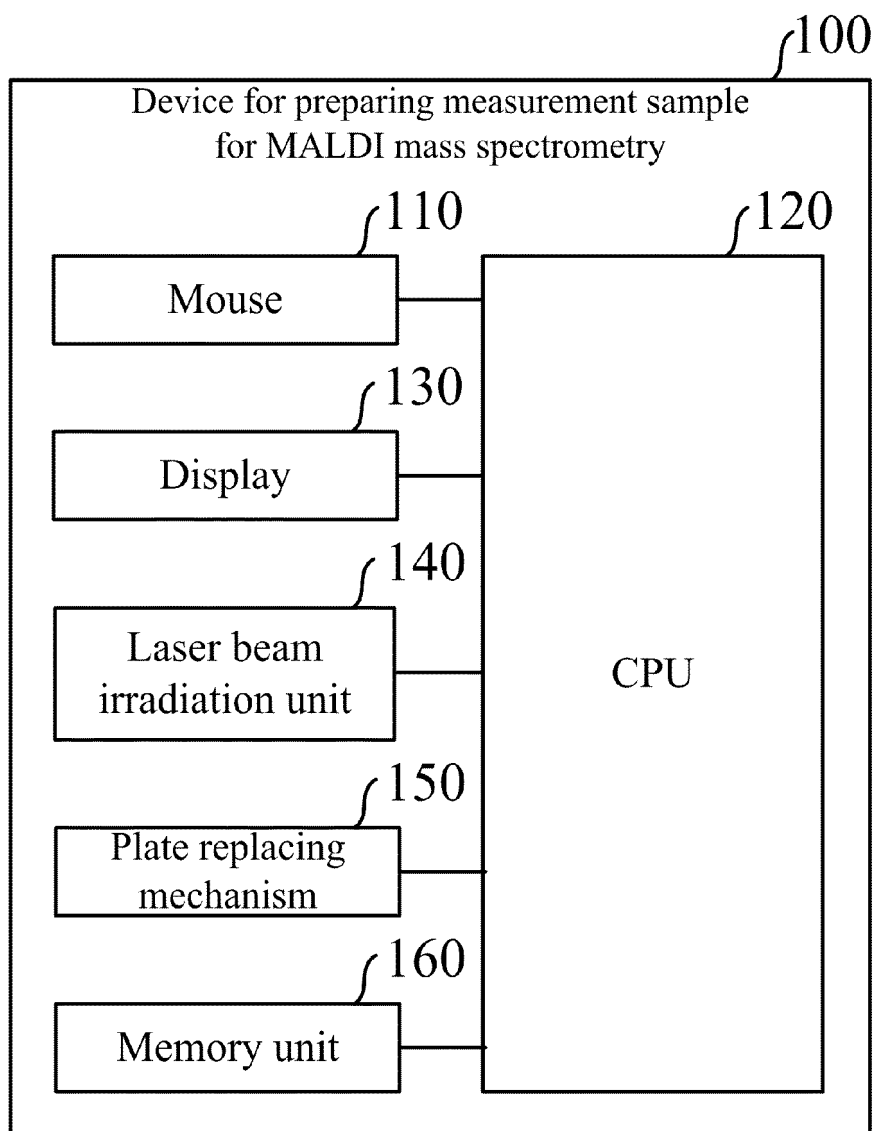 100
Device for preparing measurement sample
for MALDI mass spectrometry
110
120
Mouse
130
Display
140
Laser beam
irradiation unit
CPU
150
Plate replacing
mechanism
160
Memory unit